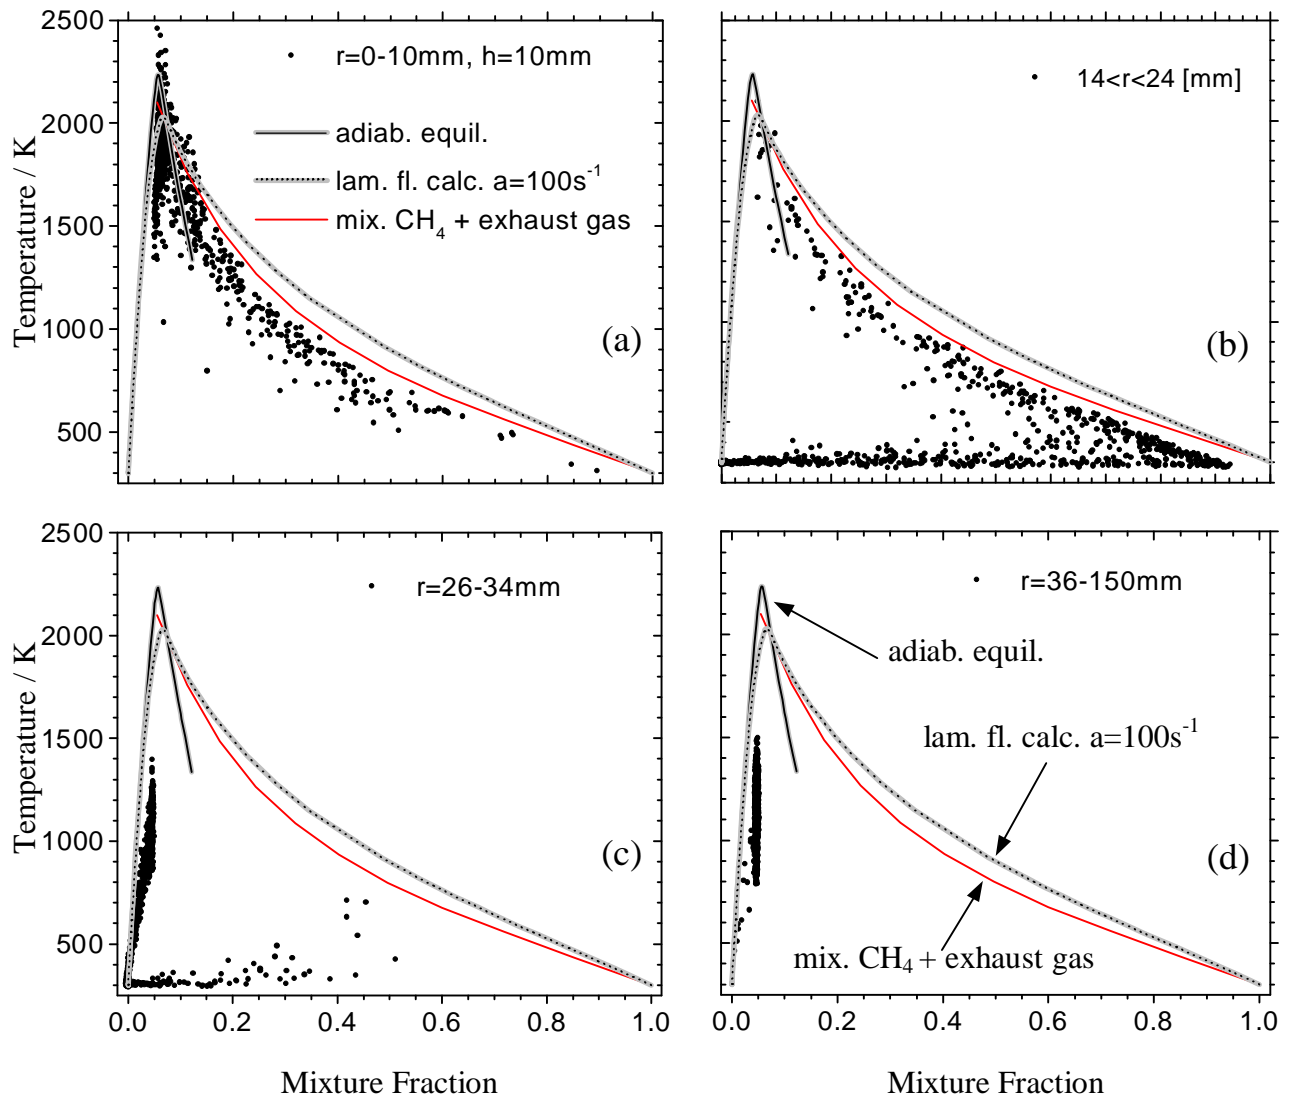 2500
2000
1500
1000
500
Temperature / K
r=0-10mm, h=10mm
adiab. equil.
lam. fl. calc. a=100s⁻¹
mix. CH₄ + exhaust gas
(a)
14<r<24 [mm]
(b)
2500
2000
1500
1000
500
Temperature / K
r=26-34mm
(c)
0.0 0.2 0.4 0.6 0.8 1.0
Mixture Fraction
r=36-150mm
adiab. equil.
lam. fl. calc. a=100s⁻¹
(d)
mix. CH₄ + exhaust gas
0.0 0.2 0.4 0.6 0.8 1.0
Mixture Fraction